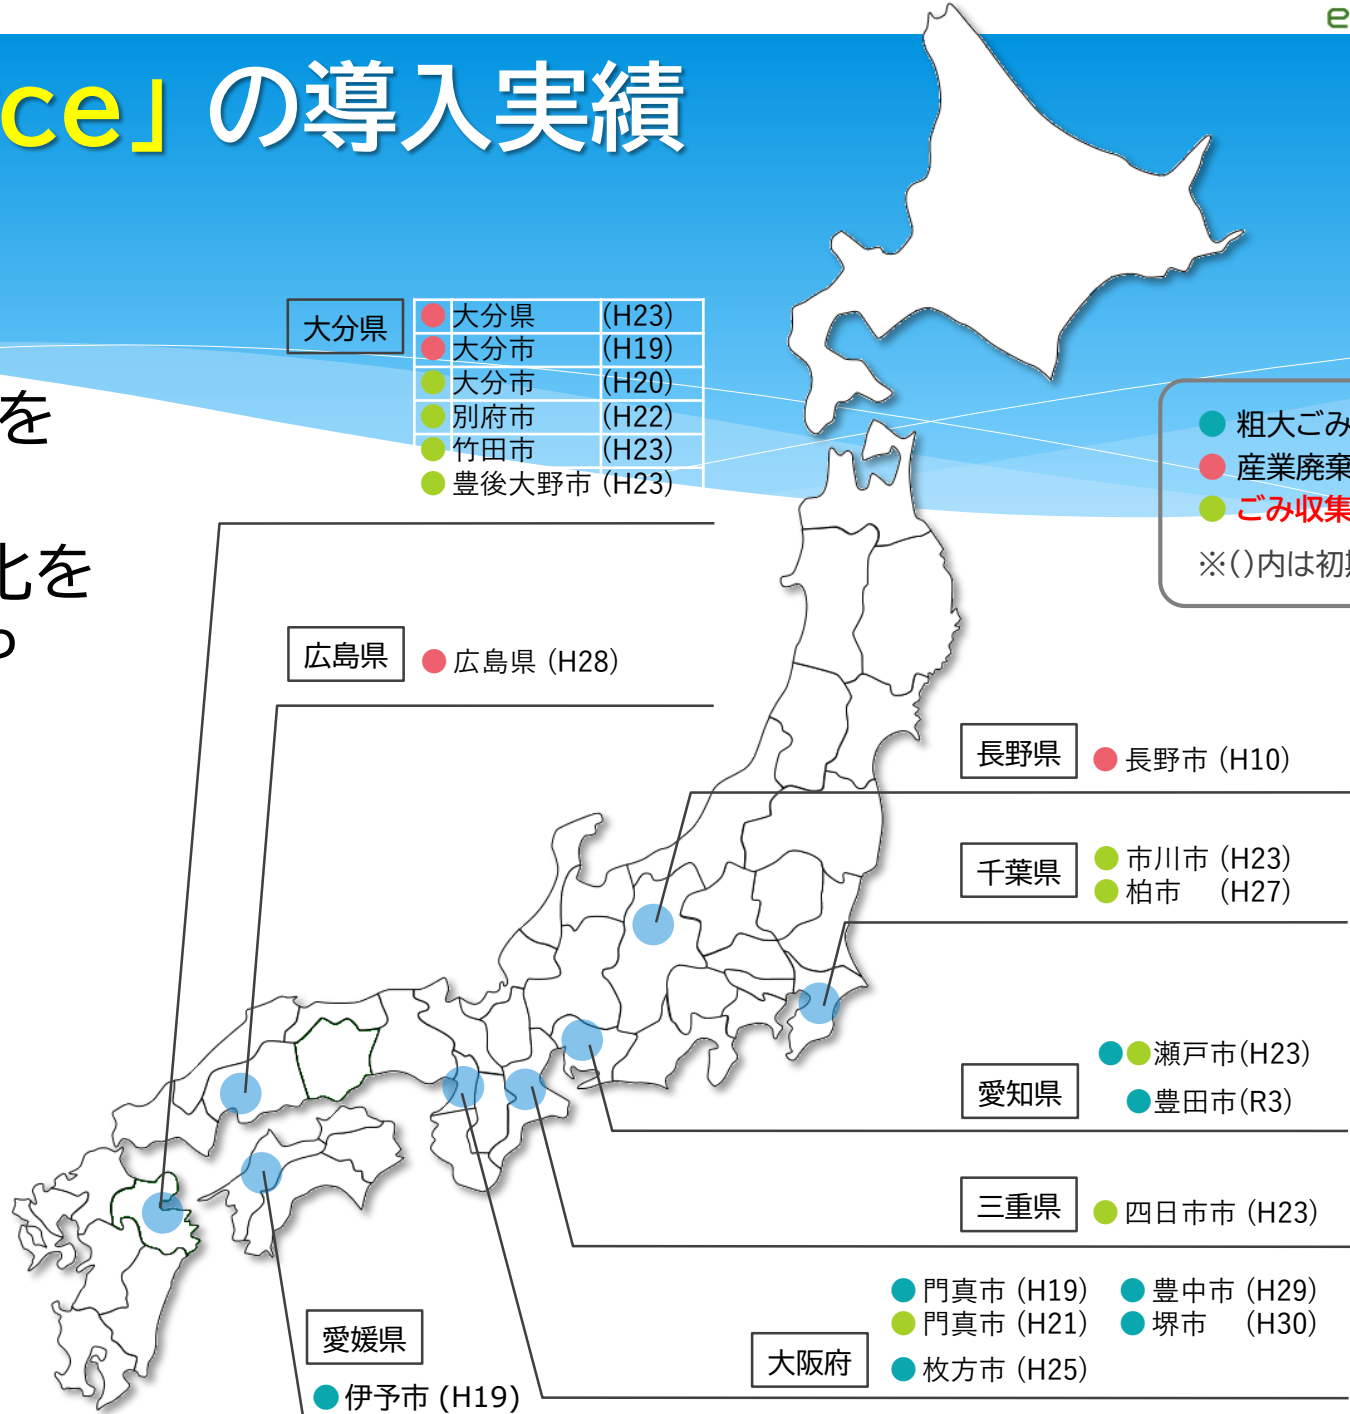 e
ce」の導入実績
を
化を
大分県
大分県 (H23)
大分市 (H19)
大分市 (H20)
別府市 (H22)
竹田市 (H23)
豊後大野市 (H23)
粗大ごみ
産業廃棄
ごみ収集
※()内は初
広島県
広島県 (H28)
長野県
長野市 (H10)
千葉県
市川市 (H23)
柏市 (H27)
愛知県
瀬戸市(H23)
豊田市(R3)
三重県
四日市市 (H23)
大阪府
門真市 (H19) 豊中市 (H29)
門真市 (H21) 堺市 (H30)
枚方市 (H25)
愛媛県
伊予市 (H19)